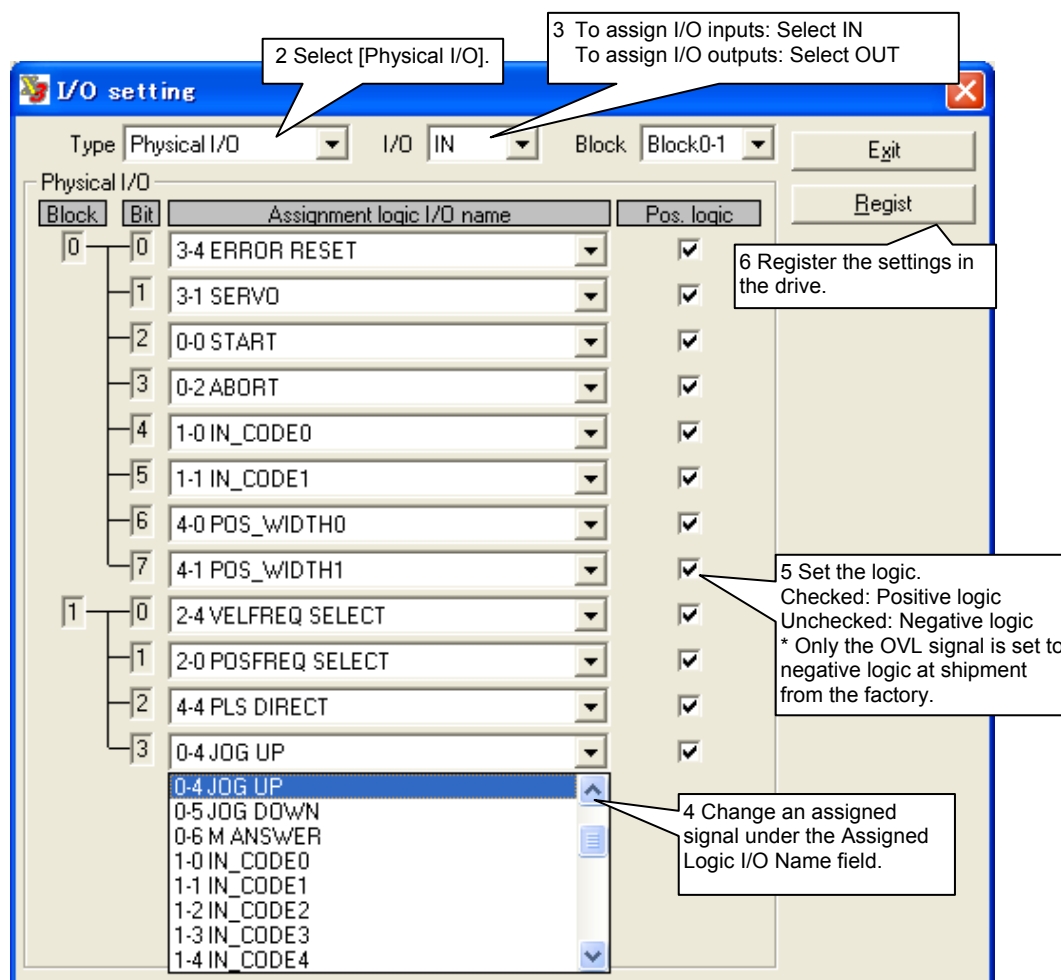 2 Select [Physical I/O].
3 To assign I/O inputs: Select IN
To assign I/O outputs: Select OUT
I/O setting
Type Physical I/O I/O IN Block Block0-1 Exit
Physical I/O
Regist
Block Bit Assignment logic I/O name Pos. logic
0 0 3-4 ERROR RESET
1 3-1 SERVO
2 0-0 START
3 0-2 ABORT
4 1-0 IN_CODE0
5 1-1 IN_CODE1
6 4-0 POS_WIDTH0
7 4-1 POS_WIDTH1
1 0 2-4 VELFREQ SELECT
1 2-0 POSFREQ SELECT
2 4-4 PLS DIRECT
3 0-4 JOG UP
0-4 JOG UP
0-5 JOG DOWN
0-6 M ANSWER
1-0 IN_CODE0
1-1 IN_CODE1
1-2 IN_CODE2
1-3 IN_CODE3
1-4 IN_CODE4
6 Register the settings in
the drive.
5 Set the logic.
Checked: Positive logic
Unchecked: Negative logic
* Only the OVL signal is set to
negative logic at shipment
from the factory.
4 Change an assigned
signal under the Assigned
Logic I/O Name field.